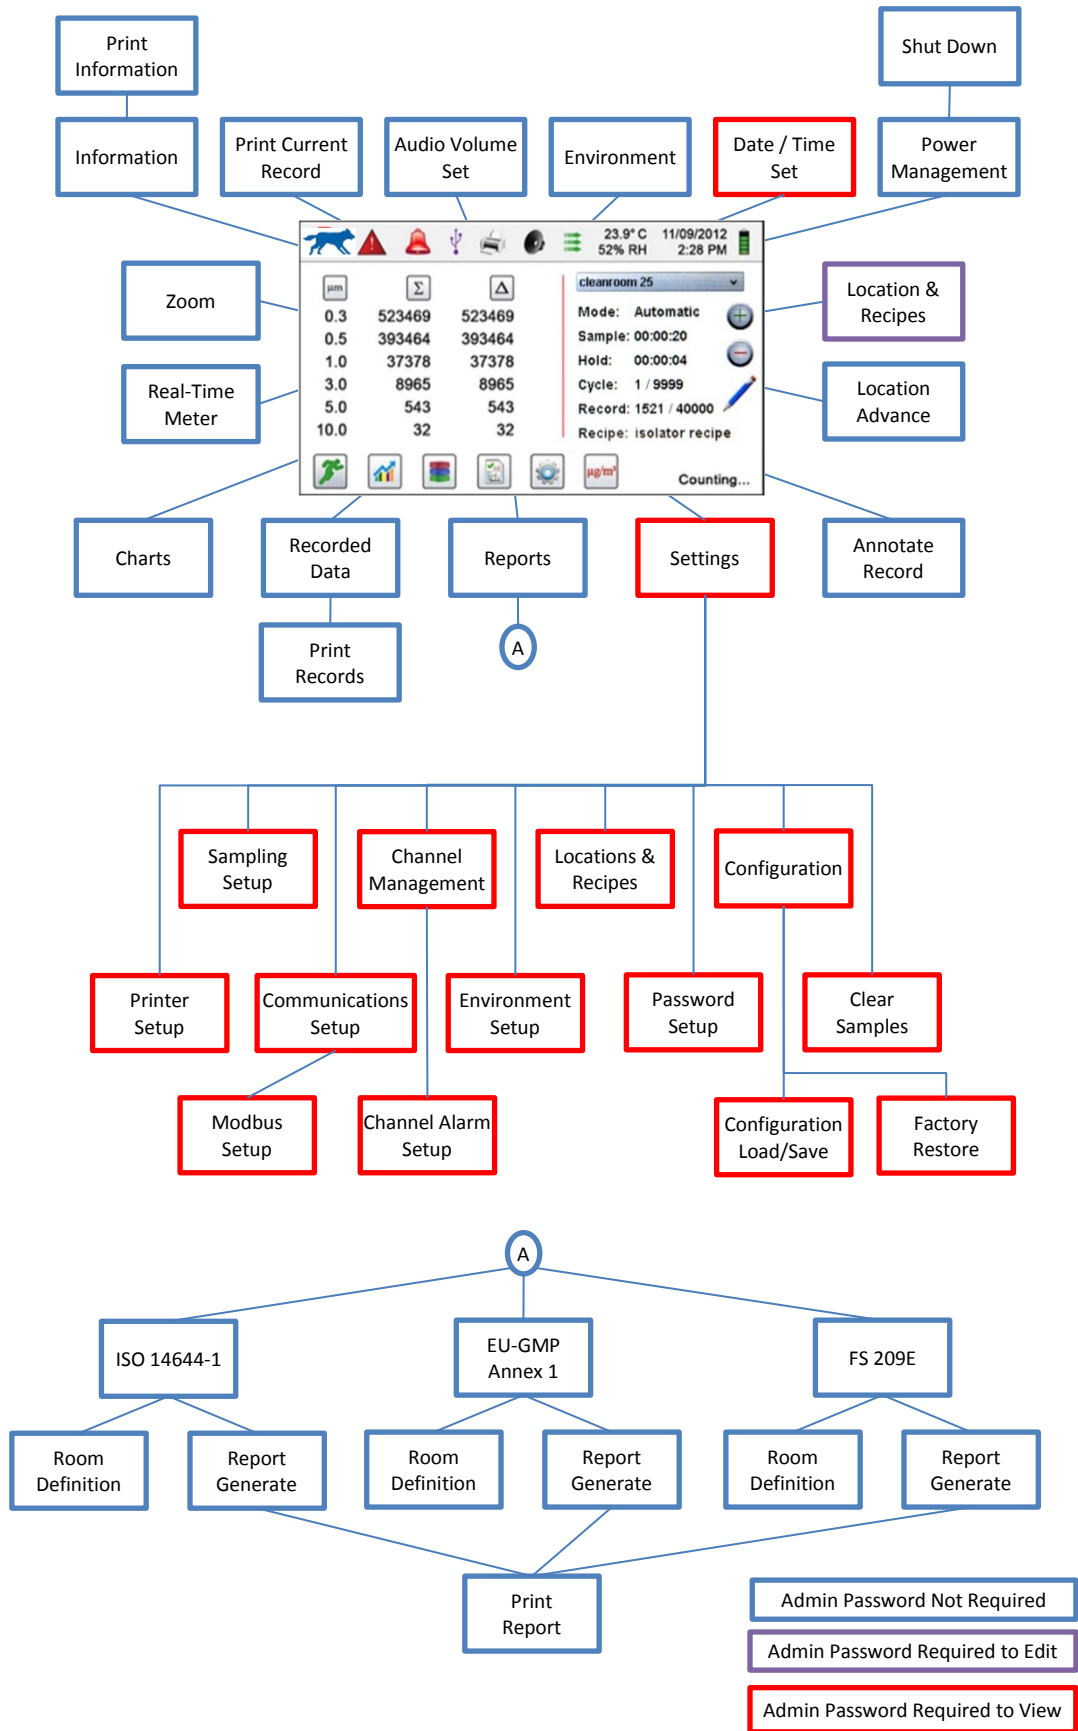 Print
Information
Shut Down
Information
Print Current
Record
Audio Volume
Set
Environment
Date / Time
Set
Power
Management
23.9° C 11/09/2012
52% RH 2:28 PM
Zoom
Real-Time
Meter
µm Σ Δ
0.3 523469 523469
0.5 393464 393464
1.0 37378 37378
3.0 8965 8965
5.0 543 543
10.0 32 32
cleanroom 25
Mode: Automatic
Sample: 00:00:20
Hold: 00:00:04
Cycle: 1 / 9999
Record: 1521 / 40000
Recipe: isolator recipe
µg/m³
Counting...
Location &
Recipes
Location
Advance
Charts
Recorded
Data
Reports
Settings
Annotate
Record
Print
Records
A
Sampling
Setup
Channel
Management
Locations &
Recipes
Configuration
Printer
Setup
Communications
Setup
Environment
Setup
Password
Setup
Clear
Samples
Modbus
Setup
Channel Alarm
Setup
Configuration
Load/Save
Factory
Restore
A
ISO 14644-1
EU-GMP
Annex 1
FS 209E
Room
Definition
Report
Generate
Room
Definition
Report
Generate
Room
Definition
Report
Generate
Print
Report
Admin Password Not Required
Admin Password Required to Edit
Admin Password Required to View